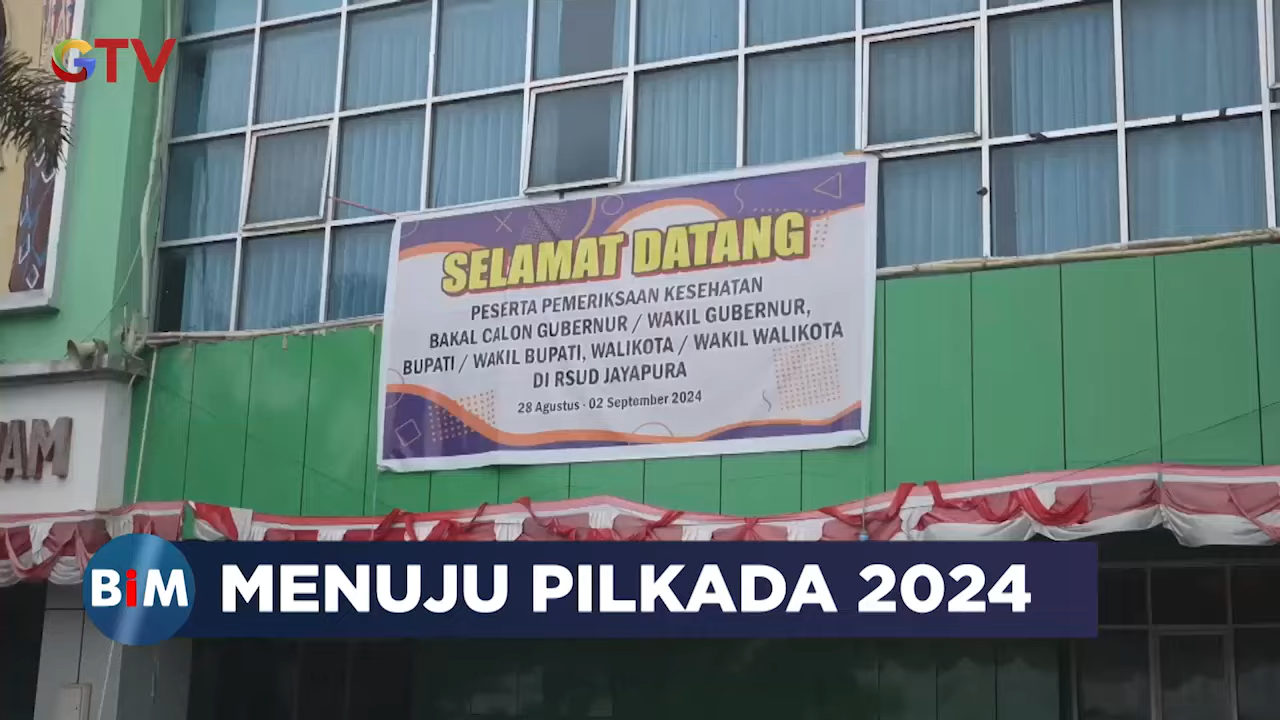 GTV
SELAMAT DATANG
PESERTA PEMERIKSAAN KESEHATAN
BAKAL CALON GUBERNUR / WAKIL GUBERNUR,
BUPATI / WAKIL BUPATI, WALIKOTA / WAKIL WALIKOTA
DI RSUD JAYAPURA
28 Agustus - 02 September 2024
AM
BiM MENUJU PILKADA 2024